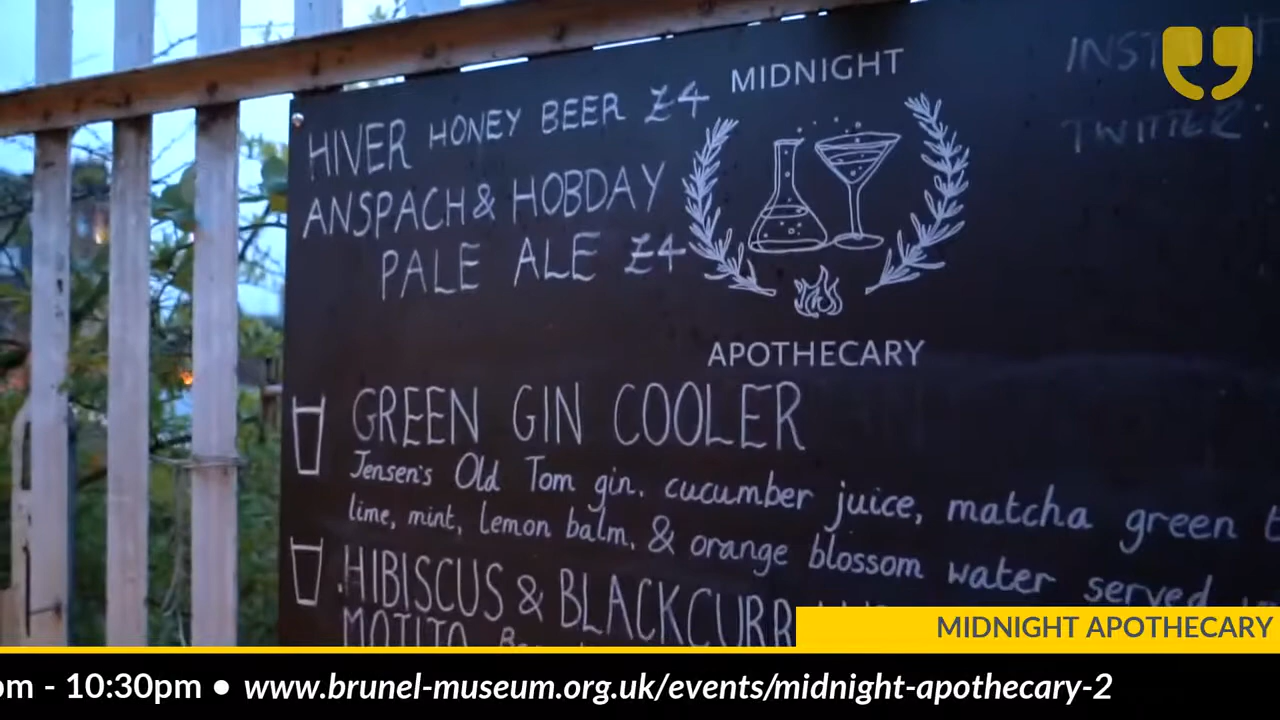 MIDNIGHT
HIVER HONEY BEER £4
ANSPACH & HOBDAY
PALE ALE £4
APOTHECARY
TWITTER:
GREEN GIN COOLER
Jensen's Old Tom gin. cucumber juice, matcha green
lime, mint, lemon balm, & orange blossom water served
HIBISCUS & BLACKCURR
MOJITO
MIDNIGHT APOTHECARY
pm - 10:30pm ● www.brunel-museum.org.uk/events/midnight-apothecary-2